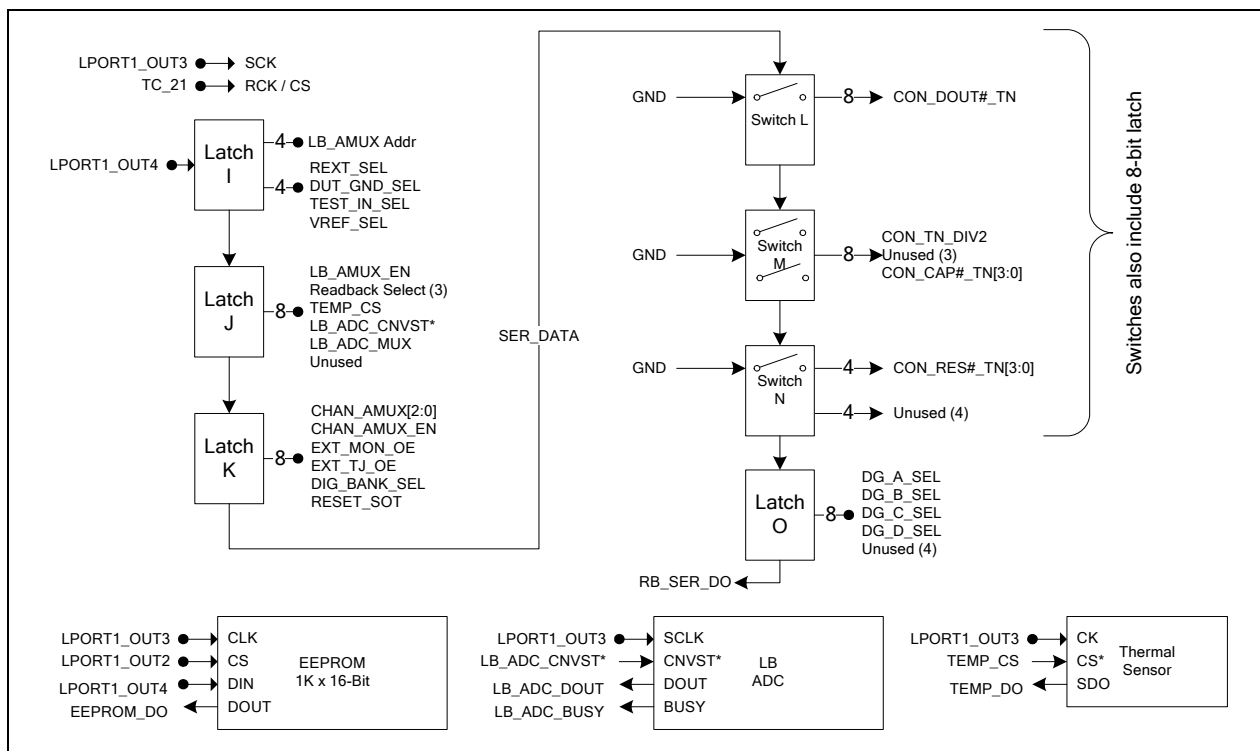 LPORT1_OUT3 SCK
TC_21 RCK / CS
LPORT1_OUT4
Latch
I
4 LB_AMUX Addr
4
REXT_SEL
DUT_GND_SEL
TEST_IN_SEL
VREF_SEL
Latch
J
8
LB_AMUX_EN
Readback Select (3)
TEMP_CS
LB_ADC_CNVST*
LB_ADC_MUX
Unused
Latch
K
8
CHAN_AMUX[2:0]
CHAN_AMUX_EN
EXT_MON_OE
EXT_TJ_OE
DIG_BANK_SEL
RESET_SOT
SER_DATA
GND
Switch L
8 CON_DOUT#_TN
GND
Switch
M
8
CON_TN_DIV2
Unused (3)
CON_CAP#_TN[3:0]
GND
Switch
N
4 CON_RES#_TN[3:0]
4 Unused (4)
Switches also include 8-bit latch
Latch
O
8
DG_A_SEL
DG_B_SEL
DG_C_SEL
DG_D_SEL
Unused (4)
RB_SER_DO
LPORT1_OUT3 CLK
LPORT1_OUT2 CS
LPORT1_OUT4 DIN
EEPROM_DO DOUT
EEPROM
1K x 16-Bit
LPORT1_OUT3 SCLK
LB_ADC_CNVST* CNVST*
LB_ADC_DOUT DOUT
LB_ADC_BUSY BUSY
LB
ADC
LPORT1_OUT3 CK
TEMP_CS CS*
TEMP_DO SDO
Thermal
Sensor